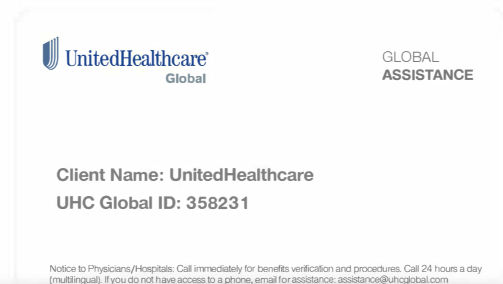 UnitedHealthcare®
Global
GLOBAL
ASSISTANCE
Client Name: UnitedHealthcare
UHC Global ID: 358231
Notice to Physicians/Hospitals: Call immediately for benefits verification and procedures. Call 24 hours a day
(multilingual). If you do not have access to a phone, email for assistance: assistance@uhcglobal.com